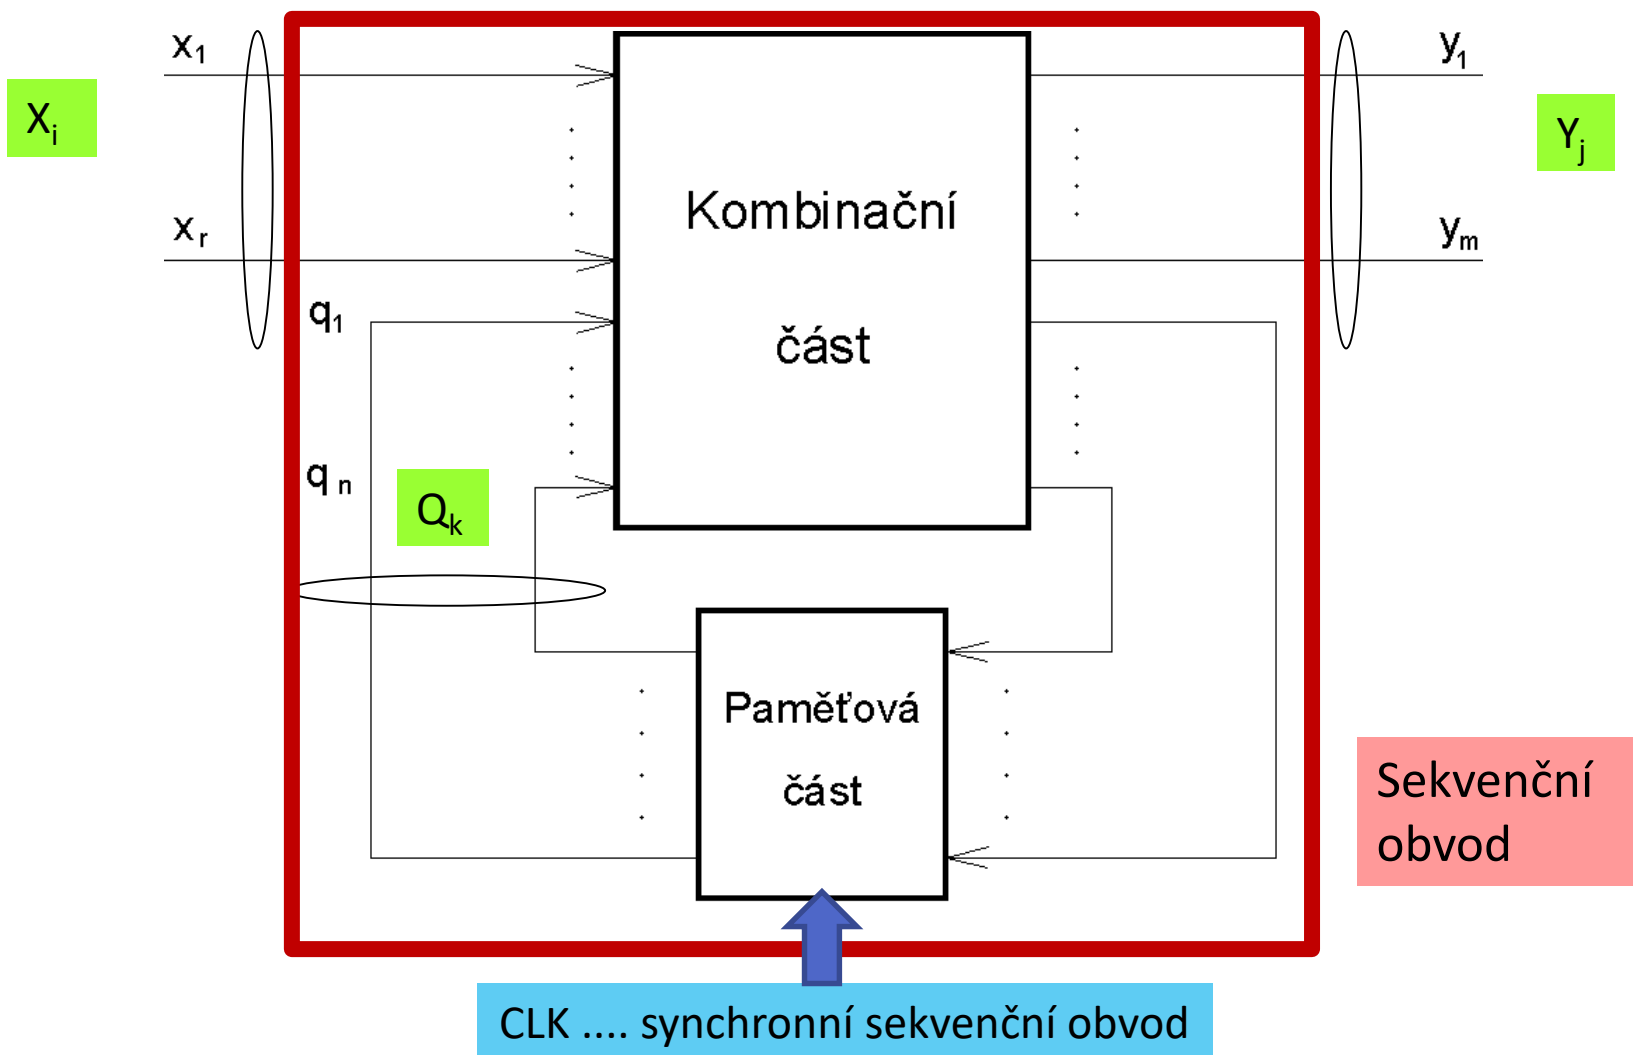 x1
y1
Xi
Yj
Kombinační
xr
ym
q1
část
qn
Qk
Paměťová
část
Sekvenční
obvod
CLK .... synchronní sekvenční obvod